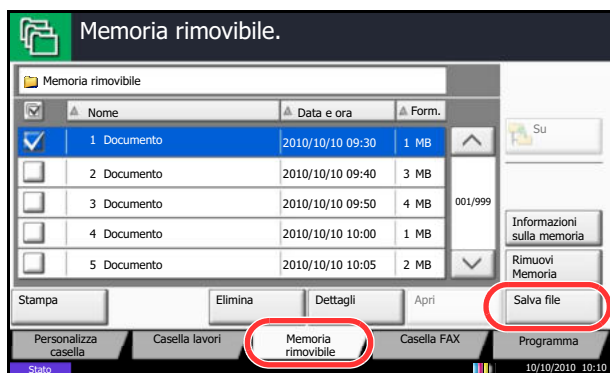 Memoria rimovibile.
Memoria rimovibile
Nome Data e ora Form.
1 Documento 2010/10/10 09:30 1 MB
Su
2 Documento 2010/10/10 09:40 3 MB
3 Documento 2010/10/10 09:50 4 MB
001/999
4 Documento 2010/10/10 10:00 1 MB
Informazioni
sulla memoria
5 Documento 2010/10/10 10:05 2 MB
Rimuovi
Memoria
Stampa Elimina Dettagli Apri Salva file
Personalizza
casella
Casella lavori
Memoria
rimovibile
Casella FAX
Programma
Stato 10/10/2010 10:10